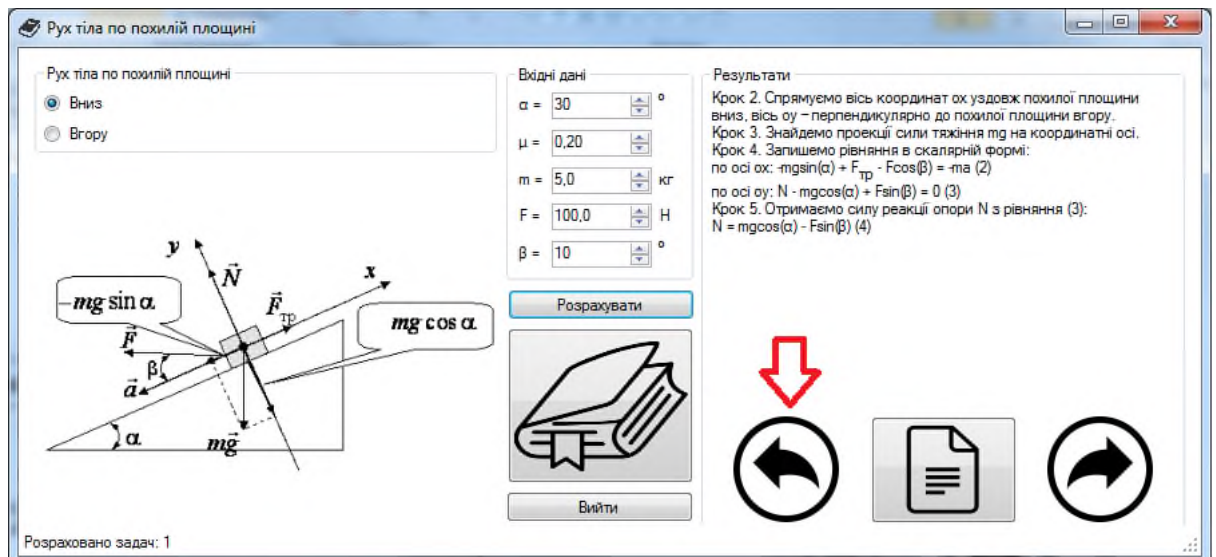 Рух тіла по похилій площині
Рух тіла по похилій площині
Вниз
Вгору
Вхідні дані
α = 30 °
μ = 0,20
m = 5,0 кг
F = 100,0 Н
β = 10 °
Розрахувати
Вийти
Результати
Крок 2. Спрямуємо вісь координат ох уздовж похилої площини
вниз, вісь оу – перпендикулярно до похилої площини вгору.
Крок 3. Знайдемо проекції сили тяжіння mg на координатні осі.
Крок 4. Запишемо рівняння в скалярній формі:
по осі ох: -mgsin(α) + Fтр - Fcos(β) = -ma (2)
по осі оу: N - mgcos(α) + Fsin(β) = 0 (3)
Крок 5. Отримаємо силу реакції опори N з рівняння (3):
N = mgcos(α) - Fsin(β) (4)
y
N⃗
x
-mg sin α
F⃗тр
mg cos α
F⃗
β
a⃗
α
mg⃗
Розраховано задач: 1